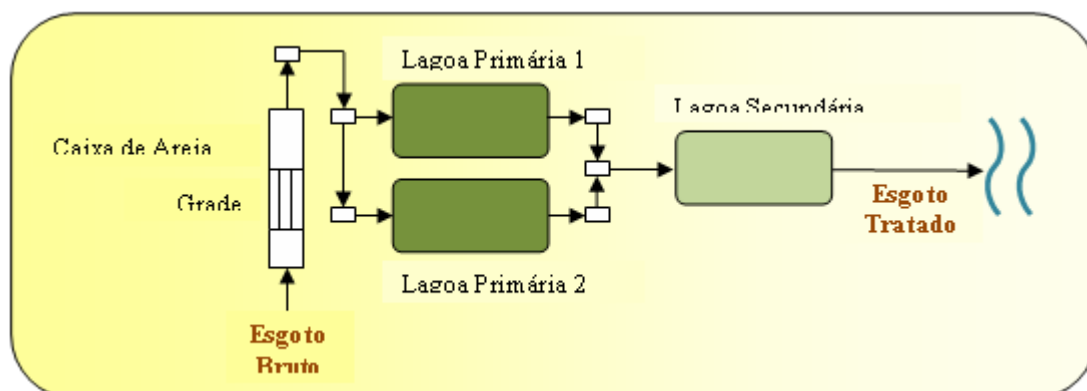 Lagoa Primária 1
Lagoa Secundária
Caixa de Areia
Grade
Esgoto
Tratado
Lagoa Primária 2
Esgoto
Bruto